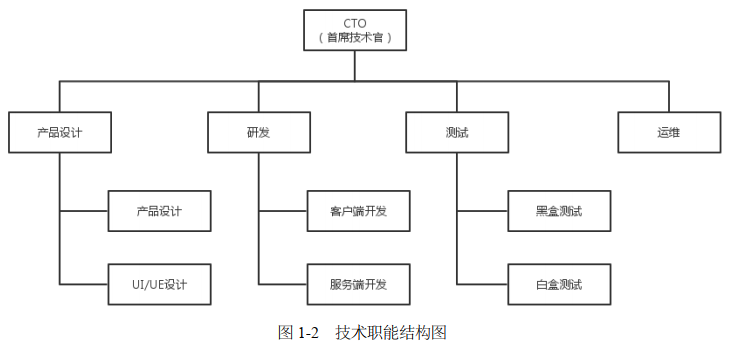 CTO
（首席技术官）
产品设计
研发
测试
运维
产品设计
客户端开发
黑盒测试
UI/UE设计
服务端开发
白盒测试
图 1-2 技术职能结构图